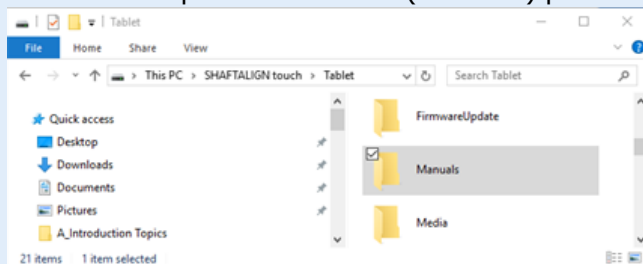 Tablet
File Home Share View
This PC > SHAFTALIGN touch > Tablet Search Tablet
Quick access
Desktop
Downloads
Documents
Pictures
A_Introduction Topics
FirmwareUpdate
Manuals
Media
21 items 1 item selected